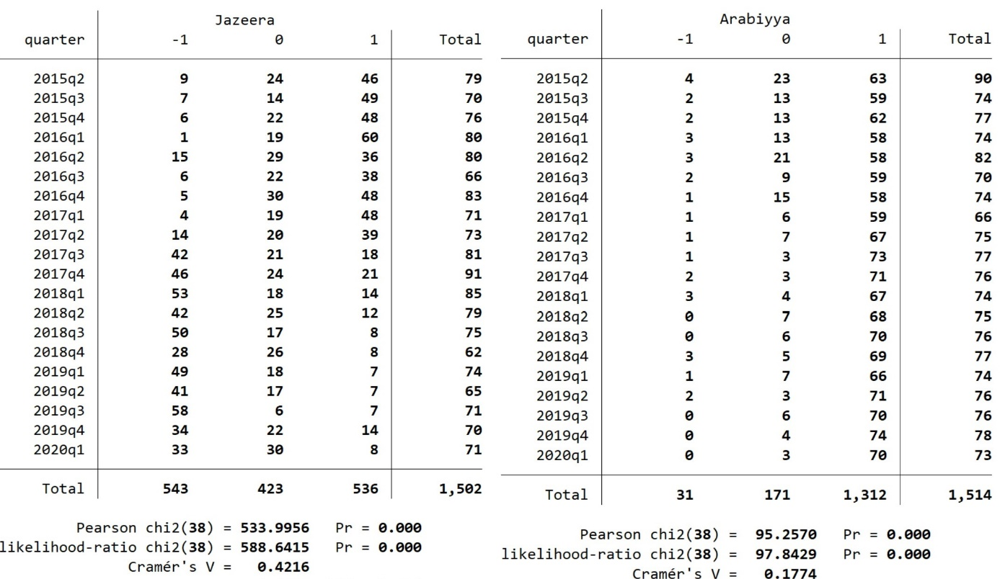 Jazeera
quarter -1 0 1 Total
2015q2 9 24 46 79
2015q3 7 14 49 70
2015q4 6 22 48 76
2016q1 1 19 60 80
2016q2 15 29 36 80
2016q3 6 22 38 66
2016q4 5 30 48 83
2017q1 4 19 48 71
2017q2 14 20 39 73
2017q3 42 21 18 81
2017q4 46 24 21 91
2018q1 53 18 14 85
2018q2 42 25 12 79
2018q3 50 17 8 75
2018q4 28 26 8 62
2019q1 49 18 7 74
2019q2 41 17 7 65
2019q3 58 6 7 71
2019q4 34 22 14 70
2020q1 33 30 8 71
Total 543 423 536 1,502
Pearson chi2(38) = 533.9956 Pr = 0.000
likelihood-ratio chi2(38) = 588.6415 Pr = 0.000
Cramér's V = 0.4216
Arabiyya
quarter -1 0 1 Total
2015q2 4 23 63 90
2015q3 2 13 59 74
2015q4 2 13 62 77
2016q1 3 13 58 74
2016q2 3 21 58 82
2016q3 2 9 59 70
2016q4 1 15 58 74
2017q1 1 6 59 66
2017q2 1 7 67 75
2017q3 1 3 73 77
2017q4 2 3 71 76
2018q1 3 4 67 74
2018q2 0 7 68 75
2018q3 0 6 70 76
2018q4 3 5 69 77
2019q1 1 7 66 74
2019q2 2 3 71 76
2019q3 0 6 70 76
2019q4 0 4 74 78
2020q1 0 3 70 73
Total 31 171 1,312 1,514
Pearson chi2(38) = 95.2570 Pr = 0.000
likelihood-ratio chi2(38) = 97.8429 Pr = 0.000
Cramér's V = 0.1774